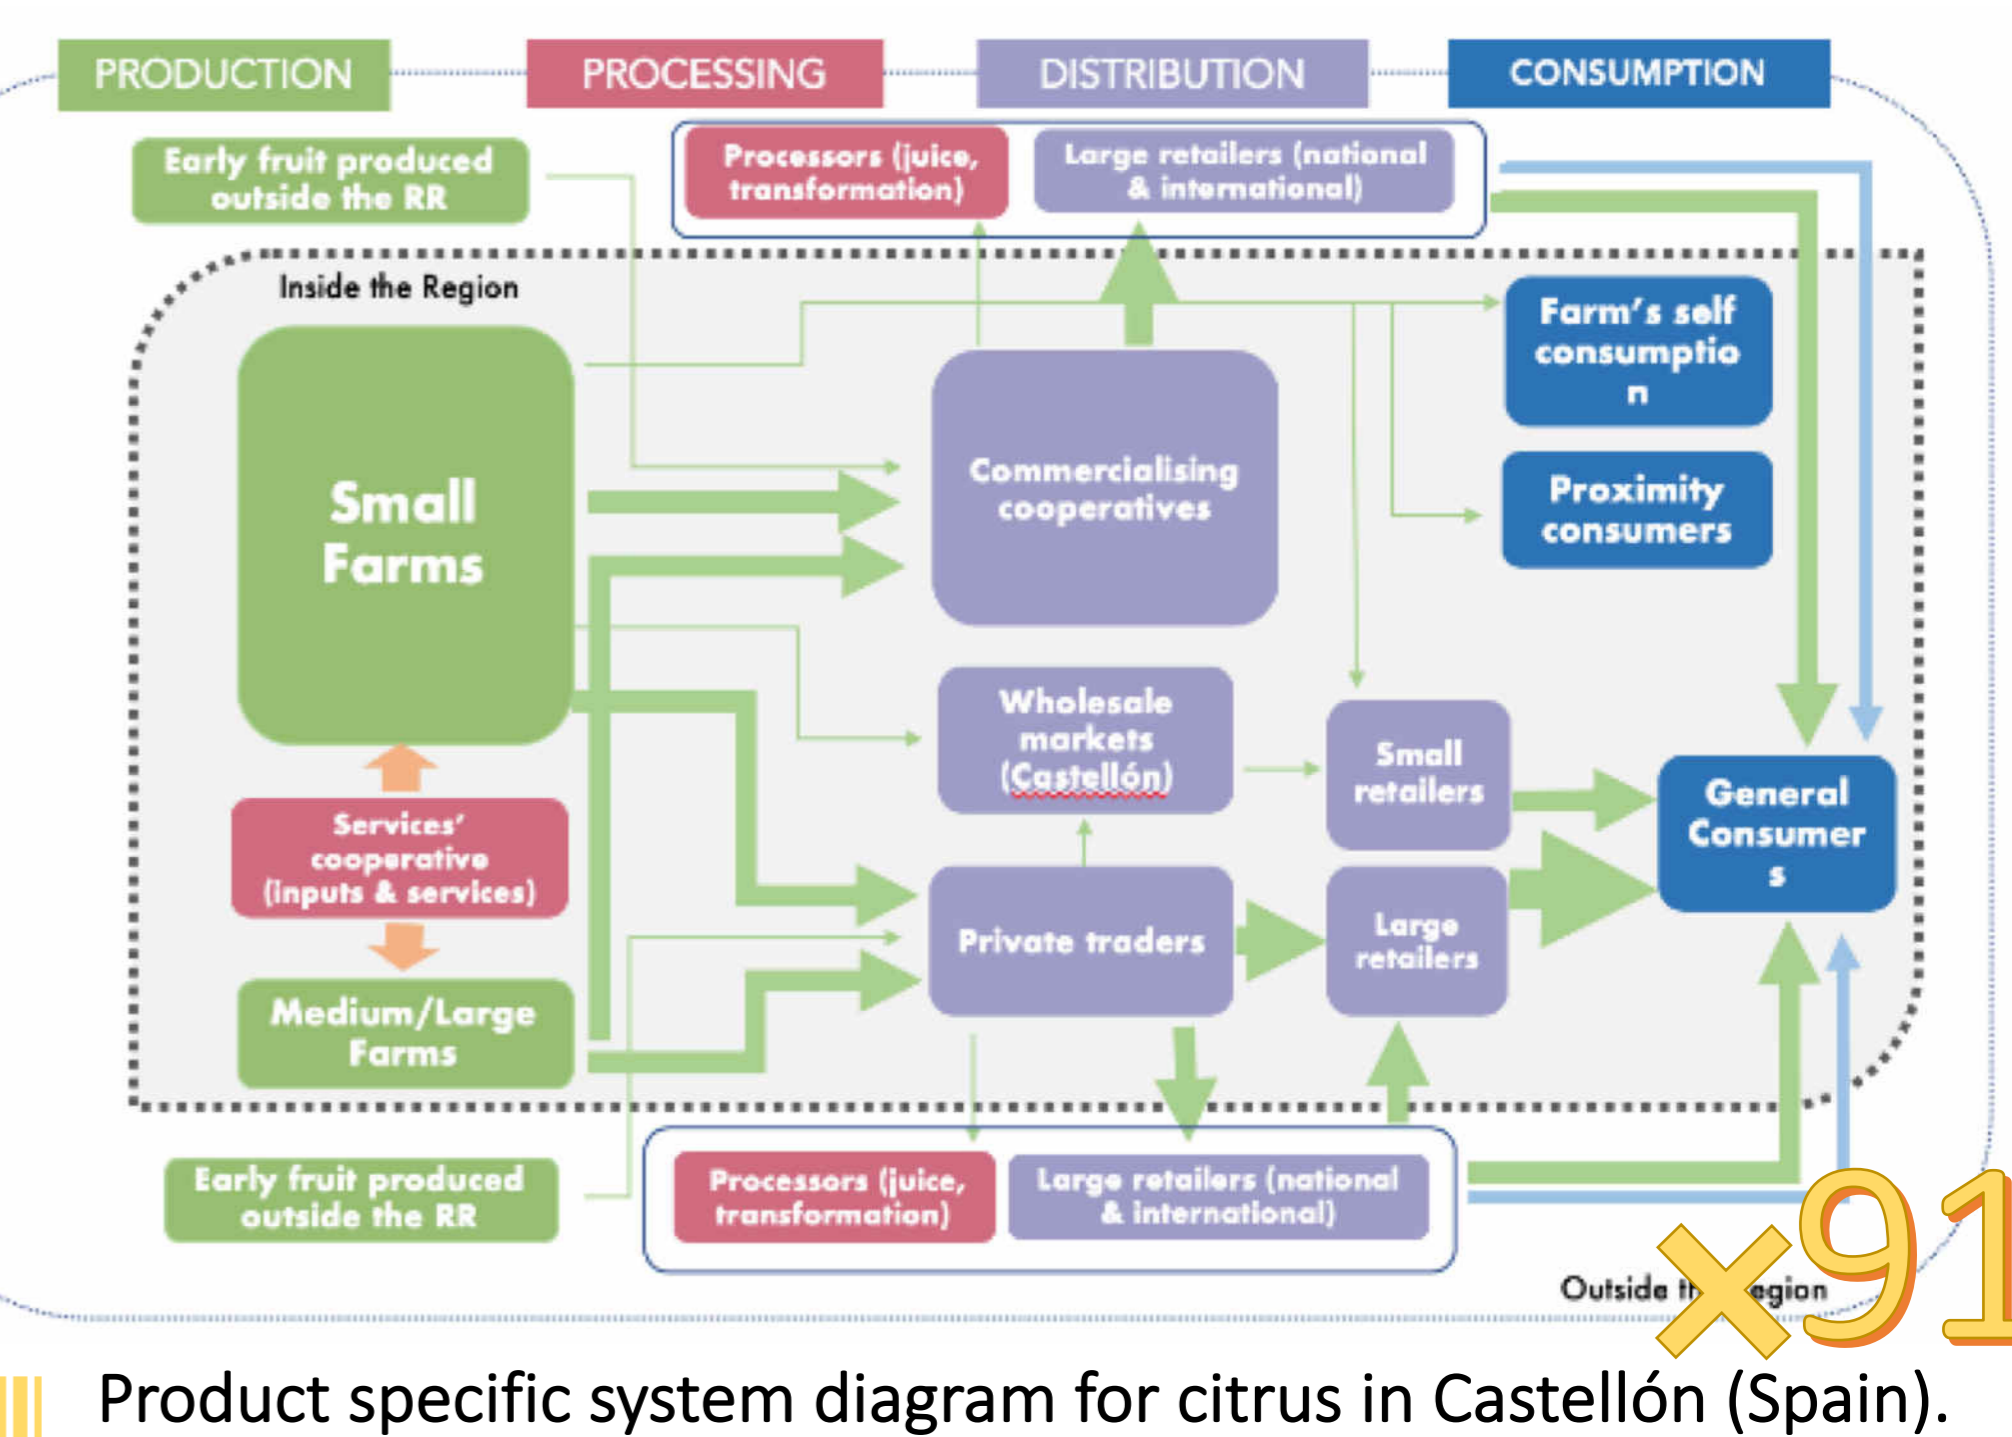 PRODUCTION
PROCESSING
DISTRIBUTION
CONSUMPTION
Early fruit produced
outside the RR
Processors (juice,
transformation)
Large retailers (national
& international)
Inside the Region
Farm's self
consumptio
n
Small
Farms
Commercialising
cooperatives
Proximity
consumers
Wholesale
markets
(Castellón)
Small
retailers
General
Consumer
s
Services'
cooperative
(inputs & services)
Private traders
Large
retailers
Medium/Large
Farms
Early fruit produced
outside the RR
Processors (juice,
transformation)
Large retailers (national
& international)
Outside
×91
Product specific system diagram for citrus in Castellón (Spain).